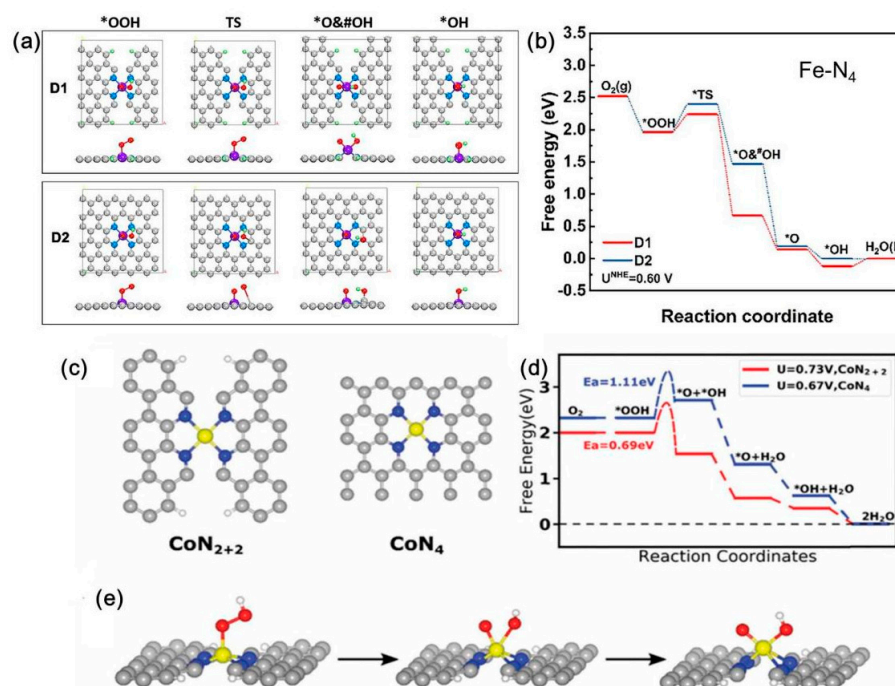 *OOH TS *O&#OH *OH
(a)
D1
D2
(b)
Fe-N4
Free energy (eV)
3.5
3.0
2.5
2.0
1.5
1.0
0.5
0.0
-0.5
O2(g)
*OOH
*TS
*O&#OH
*O
*OH
H2O(l
D1
D2
U^NHE=0.60 V
Reaction coordinate
(c)
CoN2+2
CoN4
(d)
Free Energy(eV)
3
2
1
0
U=0.73V,CoN2+2
U=0.67V,CoN4
Ea=1.11eV
Ea=0.69eV
O2
*OOH
*O+*OH
*O+H2O
*OH+H2O
2H2O
Reaction Coordinates
(e)